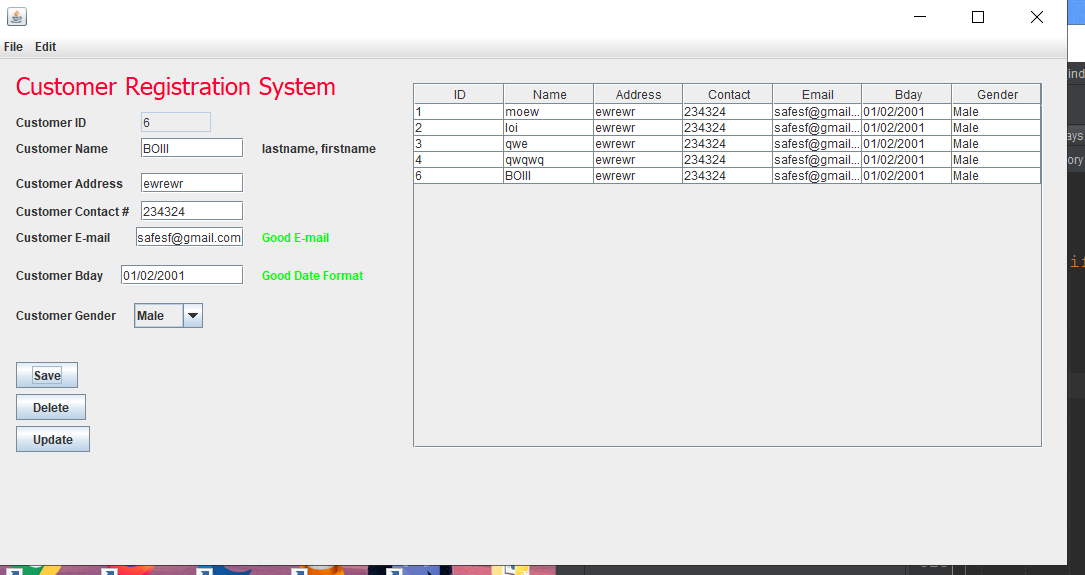 File Edit
Customer Registration System
Customer ID 6
Customer Name BOIII lastname, firstname
Customer Address ewrewr
Customer Contact # 234324
Customer E-mail safesf@gmail.com Good E-mail
Customer Bday 01/02/2001 Good Date Format
Customer Gender Male
Save
Delete
Update
ID Name Address Contact Email Bday Gender
1 moew ewrewr 234324 safesf@gmail... 01/02/2001 Male
2 loi ewrewr 234324 safesf@gmail... 01/02/2001 Male
3 qwe ewrewr 234324 safesf@gmail... 01/02/2001 Male
4 qwqwq ewrewr 234324 safesf@gmail... 01/02/2001 Male
6 BOIII ewrewr 234324 safesf@gmail... 01/02/2001 Male
ind
ays
ory